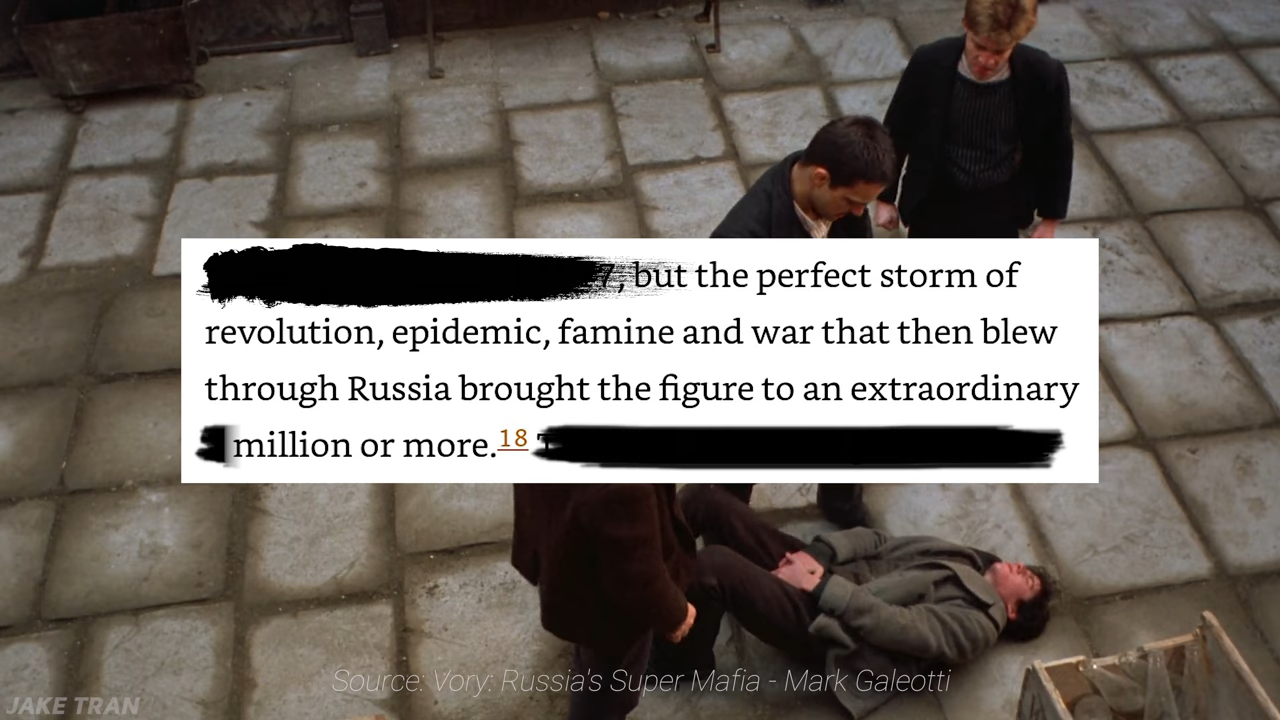 7, but the perfect storm of
revolution, epidemic, famine and war that then blew
through Russia brought the figure to an extraordinary
million or more.18 T
Source: Vory: Russia's Super Mafia - Mark Galeotti
JAKE TRAN